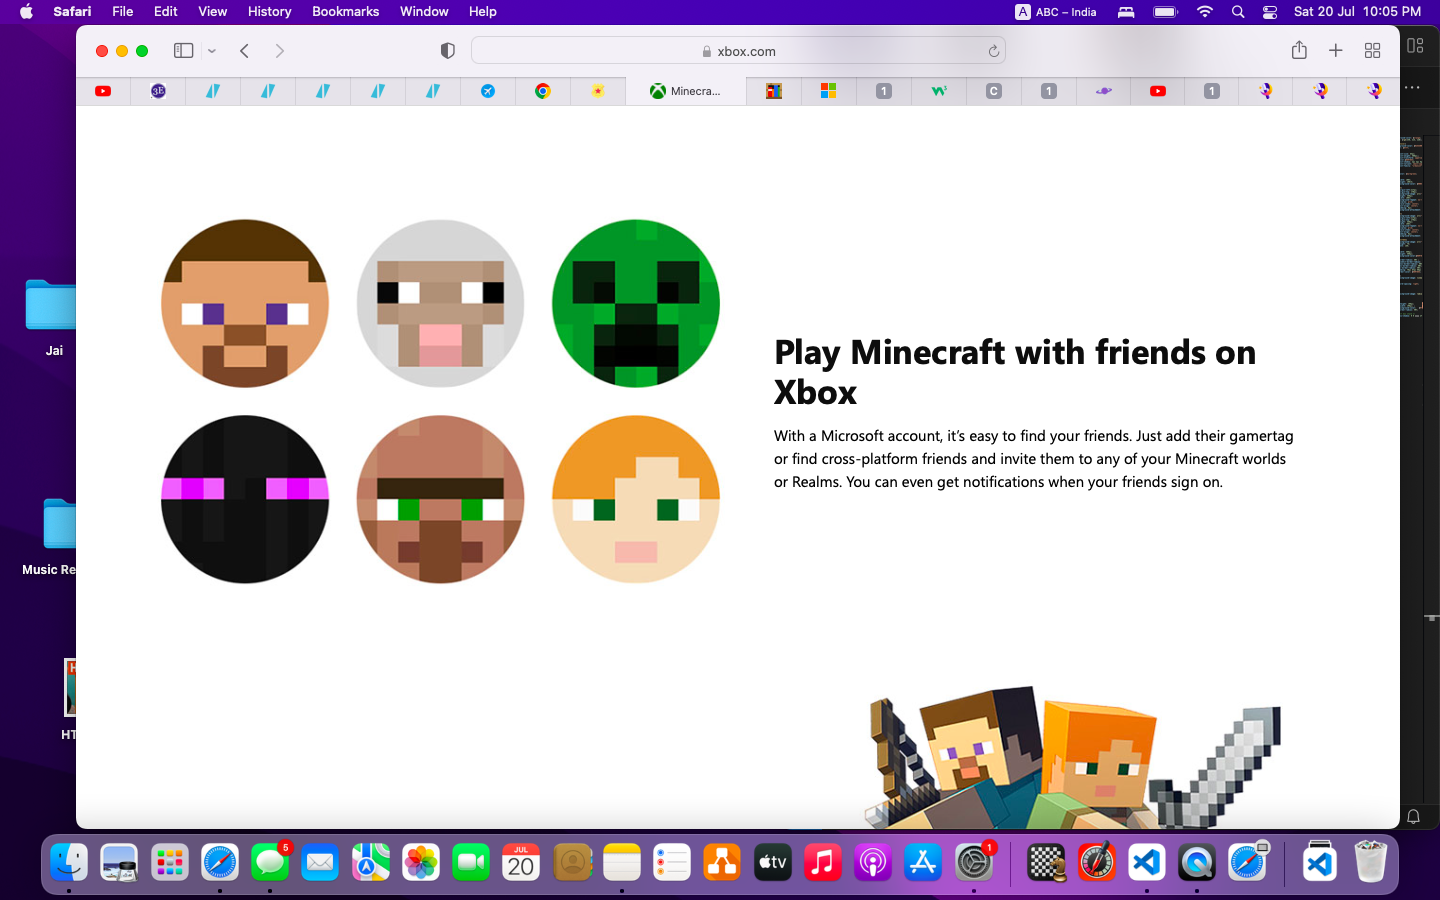 Safari File Edit View History Bookmarks Window Help
A ABC – India Sat 20 Jul 10:05 PM
xbox.com
3E
Minecra...
1
W3
C
1
1
Jai
Music Re
HT
Play Minecraft with friends on
Xbox
With a Microsoft account, it’s easy to find your friends. Just add their gamertag
or find cross-platform friends and invite them to any of your Minecraft worlds
or Realms. You can even get notifications when your friends sign on.
5
JUL
20
tv
1